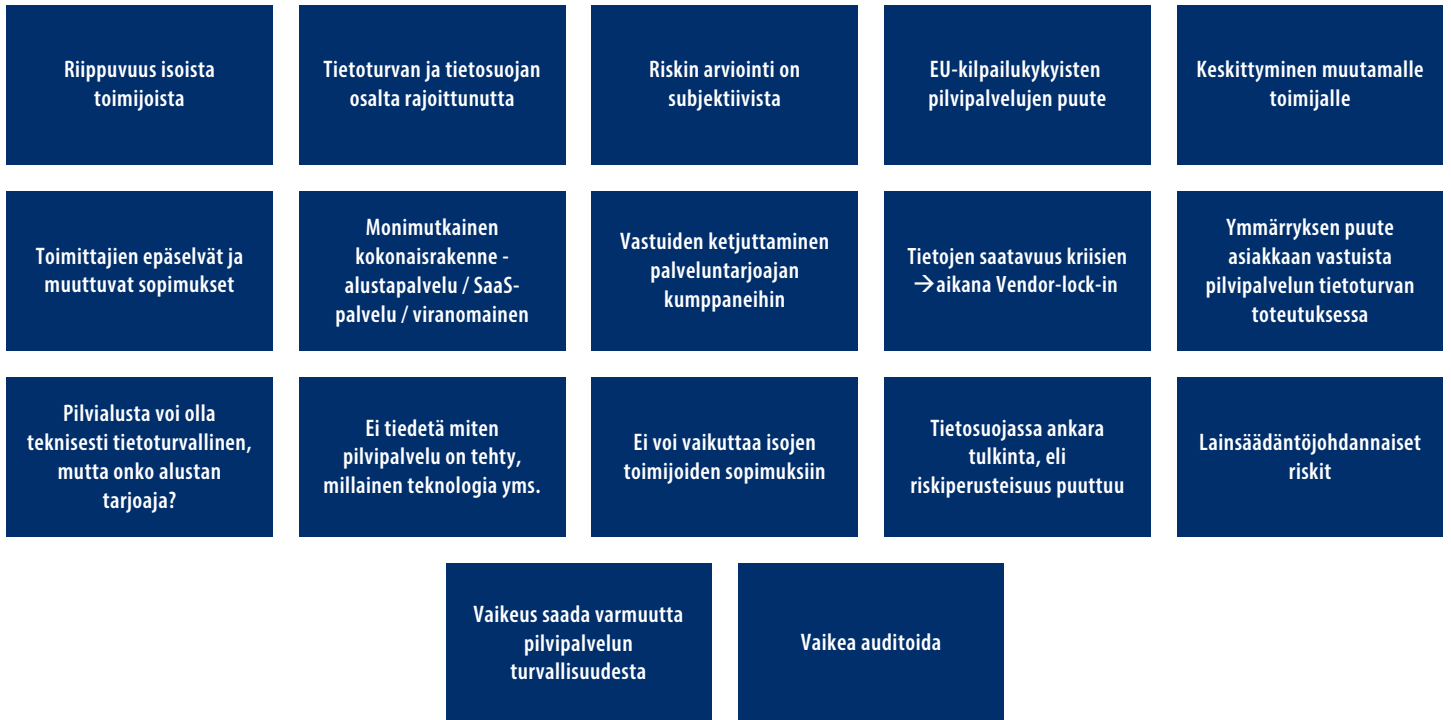 Riippuvuus isoista
toimijoista
Tietoturvan ja tietosuojan
osalta rajoittunutta
Riskin arviointi on
subjektiivista
EU-kilpailukykyisten
pilvipalvelujen puute
Keskittyminen muutamalle
toimijalle
Toimittajien epäselvät ja
muuttuvat sopimukset
Monimutkainen
kokonaisrakenne -
alustapalvelu / SaaS-
palvelu / viranomainen
Vastuiden ketjuttaminen
palveluntarjoajan
kumppaneihin
Tietojen saatavuus kriisien
→aikana Vendor-lock-in
Ymmärryksen puute
asiakkaan vastuista
pilvipalvelun tietoturvan
toteutuksessa
Pilvialusta voi olla
teknisesti tietoturvallinen,
mutta onko alustan
tarjoaja?
Ei tiedetä miten
pilvipalvelu on tehty,
millainen teknologia yms.
Ei voi vaikuttaa isojen
toimijoiden sopimuksiin
Tietosuojassa ankara
tulkinta, eli
riskiperusteisuus puuttuu
Lainsäädäntöjohdannaiset
riskit
Vaikeus saada varmuutta
pilvipalvelun
turvallisuudesta
Vaikea auditoida